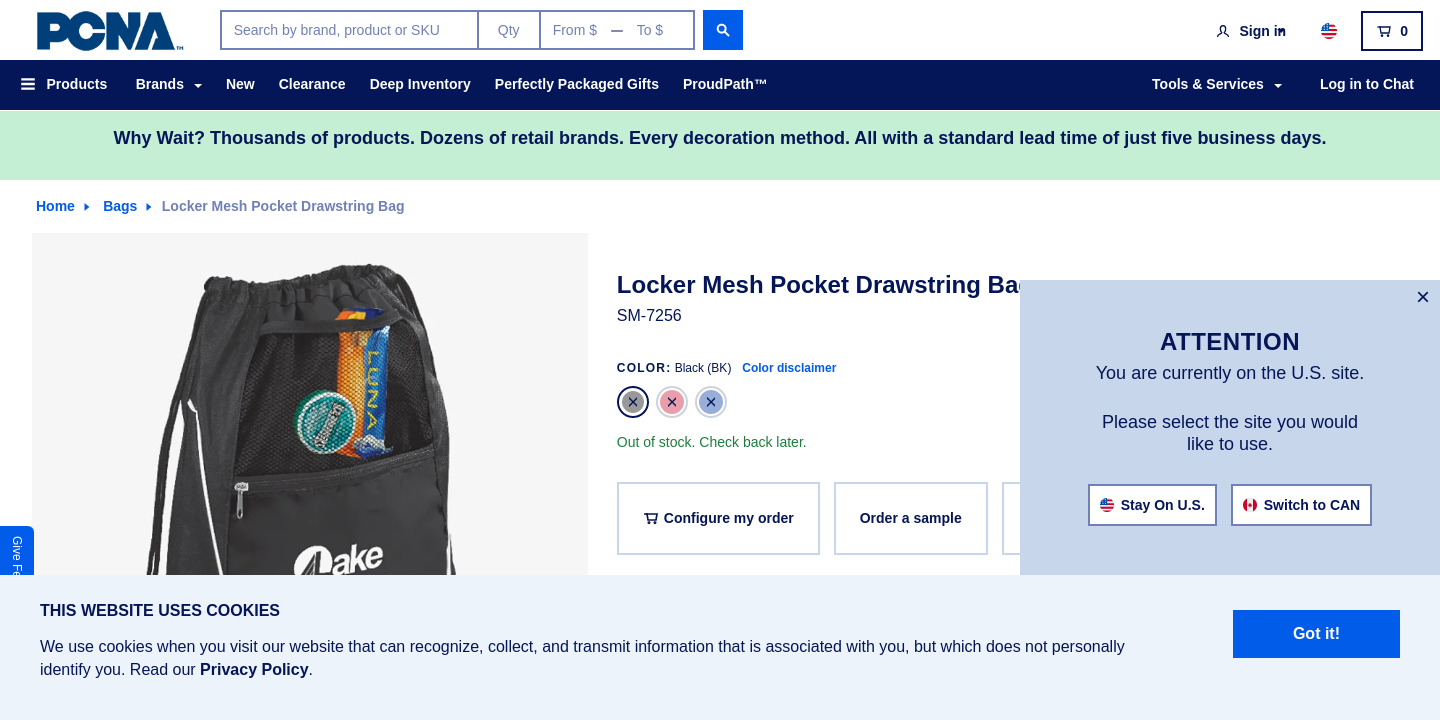 PCNA™
Search by brand, product or SKU
Qty
From $ — To $
Sign in
0
Products
Brands
New
Clearance
Deep Inventory
Perfectly Packaged Gifts
ProudPath™
Tools & Services
Log in to Chat
Why Wait? Thousands of products. Dozens of retail brands. Every decoration method. All with a standard lead time of just five business days.
Home
Bags
Locker Mesh Pocket Drawstring Bag
LUNA
Locker Mesh Pocket Drawstring Bag
SM-7256
COLOR: Black (BK) Color disclaimer
Out of stock. Check back later.
Configure my order
Order a sample
×
ATTENTION
You are currently on the U.S. site.
Please select the site you would
like to use.
Stay On U.S.
Switch to CAN
Give Fe
THIS WEBSITE USES COOKIES
We use cookies when you visit our website that can recognize, collect, and transmit information that is associated with you, but which does not personally
identify you. Read our Privacy Policy.
Got it!